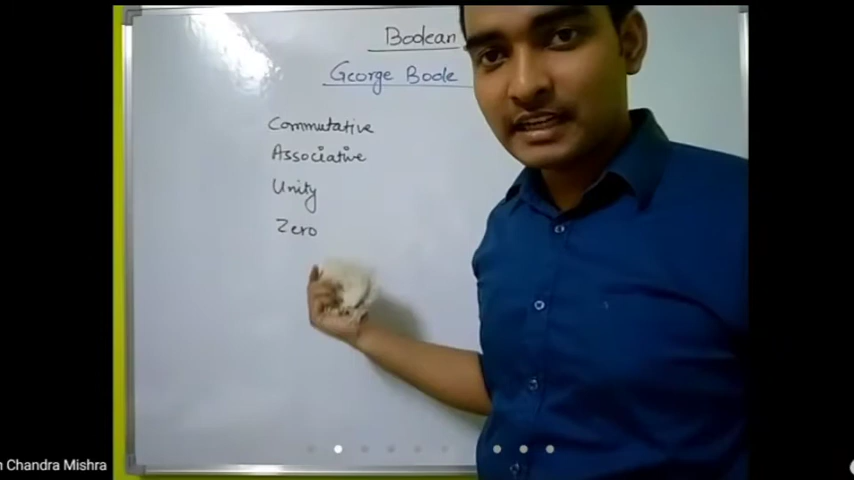 Boolean
George Boole
Commutative
Associative
Unity
Zero
Chandra Mishra